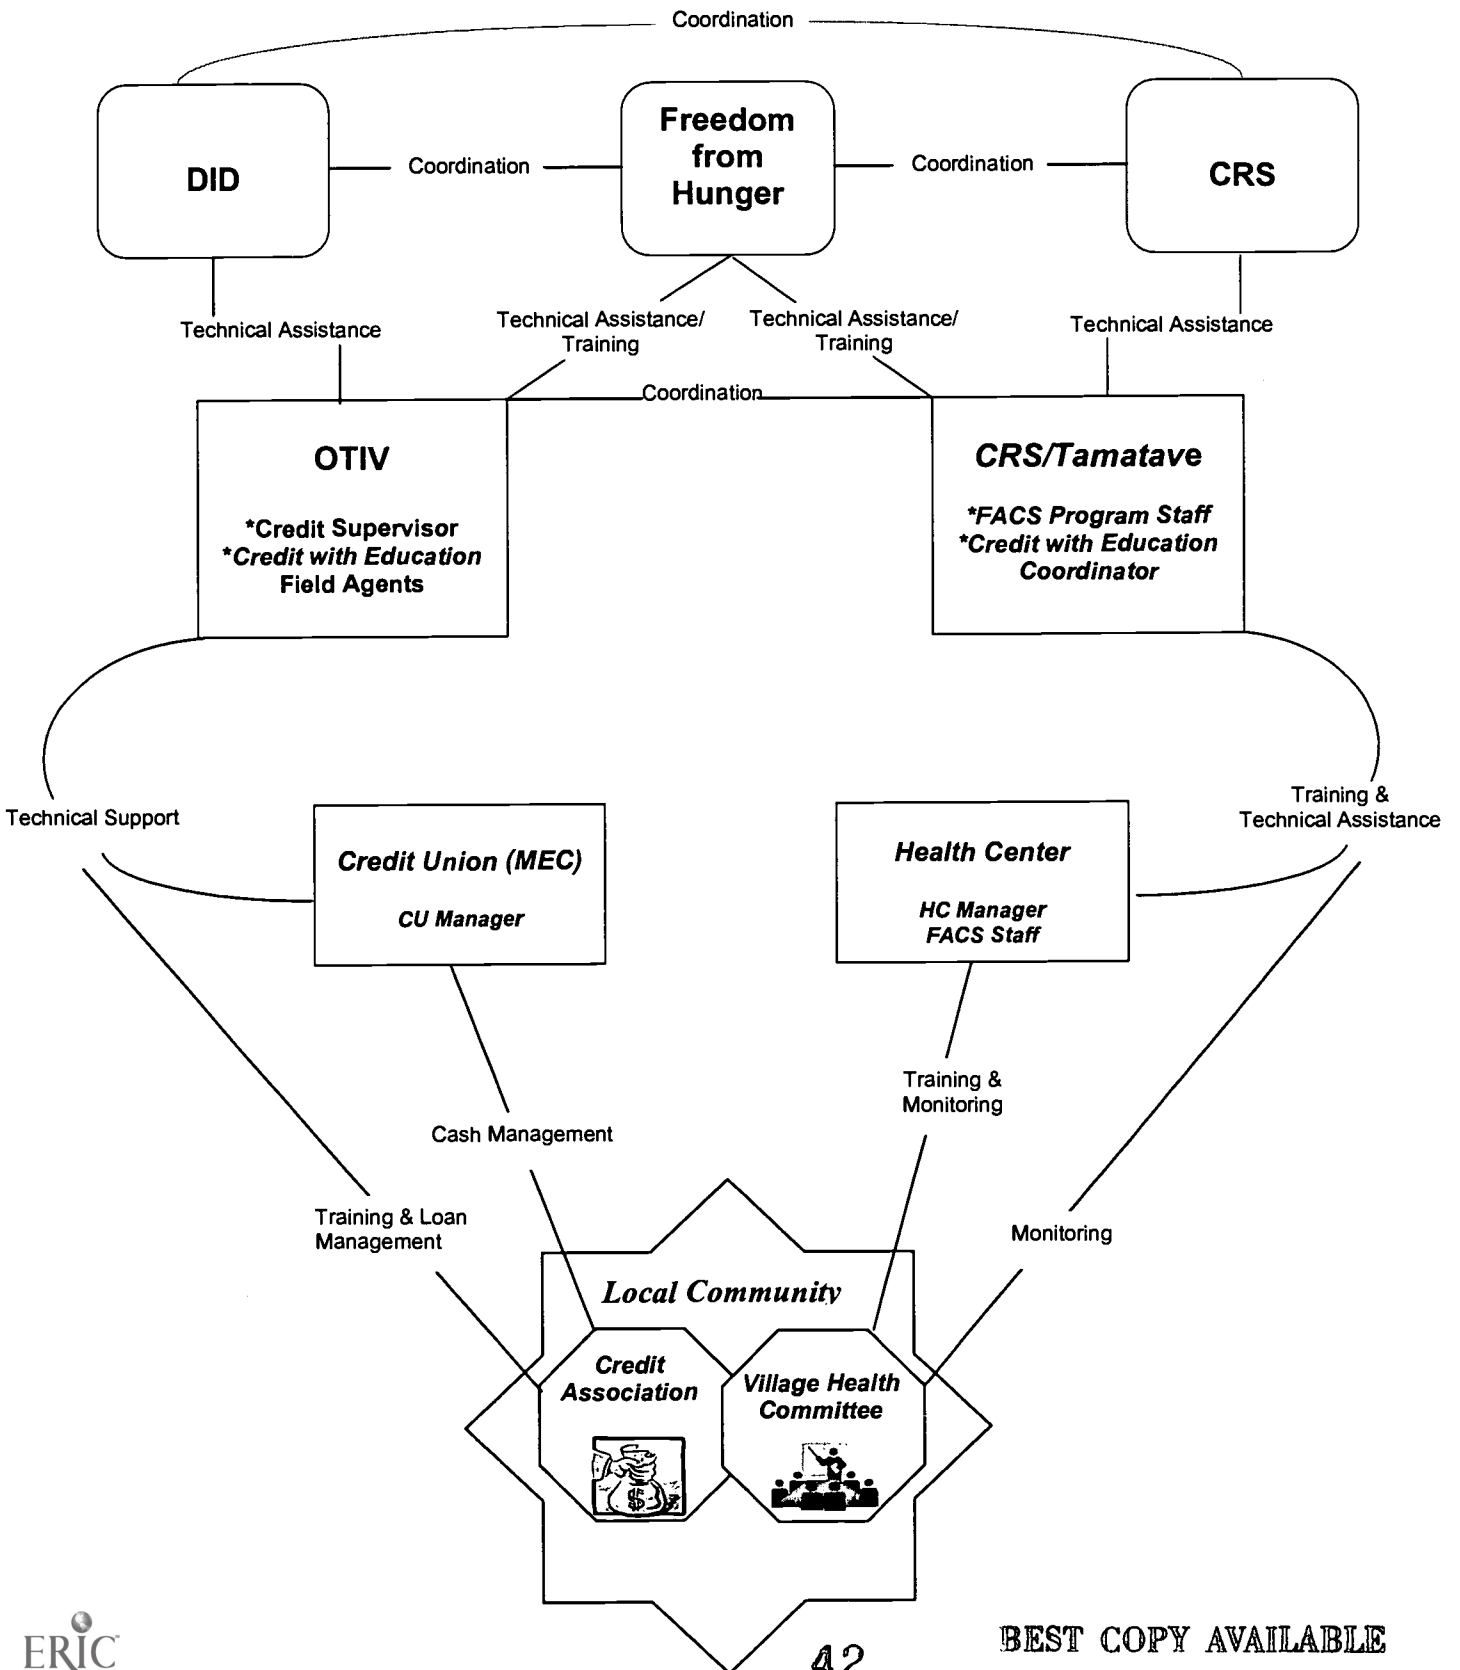 Coordination
DID
Coordination
Freedom
from
Hunger
Coordination
CRS
Technical Assistance
Technical Assistance/
Training
Technical Assistance/
Training
Technical Assistance
Coordination
OTIV
*Credit Supervisor
*Credit with Education
Field Agents
CRS/Tamatave
*FACS Program Staff
*Credit with Education
Coordinator
Technical Support
Credit Union (MEC)
CU Manager
Health Center
HC Manager
FACS Staff
Training &
Technical Assistance
Cash Management
Training &
Monitoring
Training & Loan
Management
Monitoring
Local Community
Credit
Association
$
Village Health
Committee
ERIC
42
BEST COPY AVAILABLE